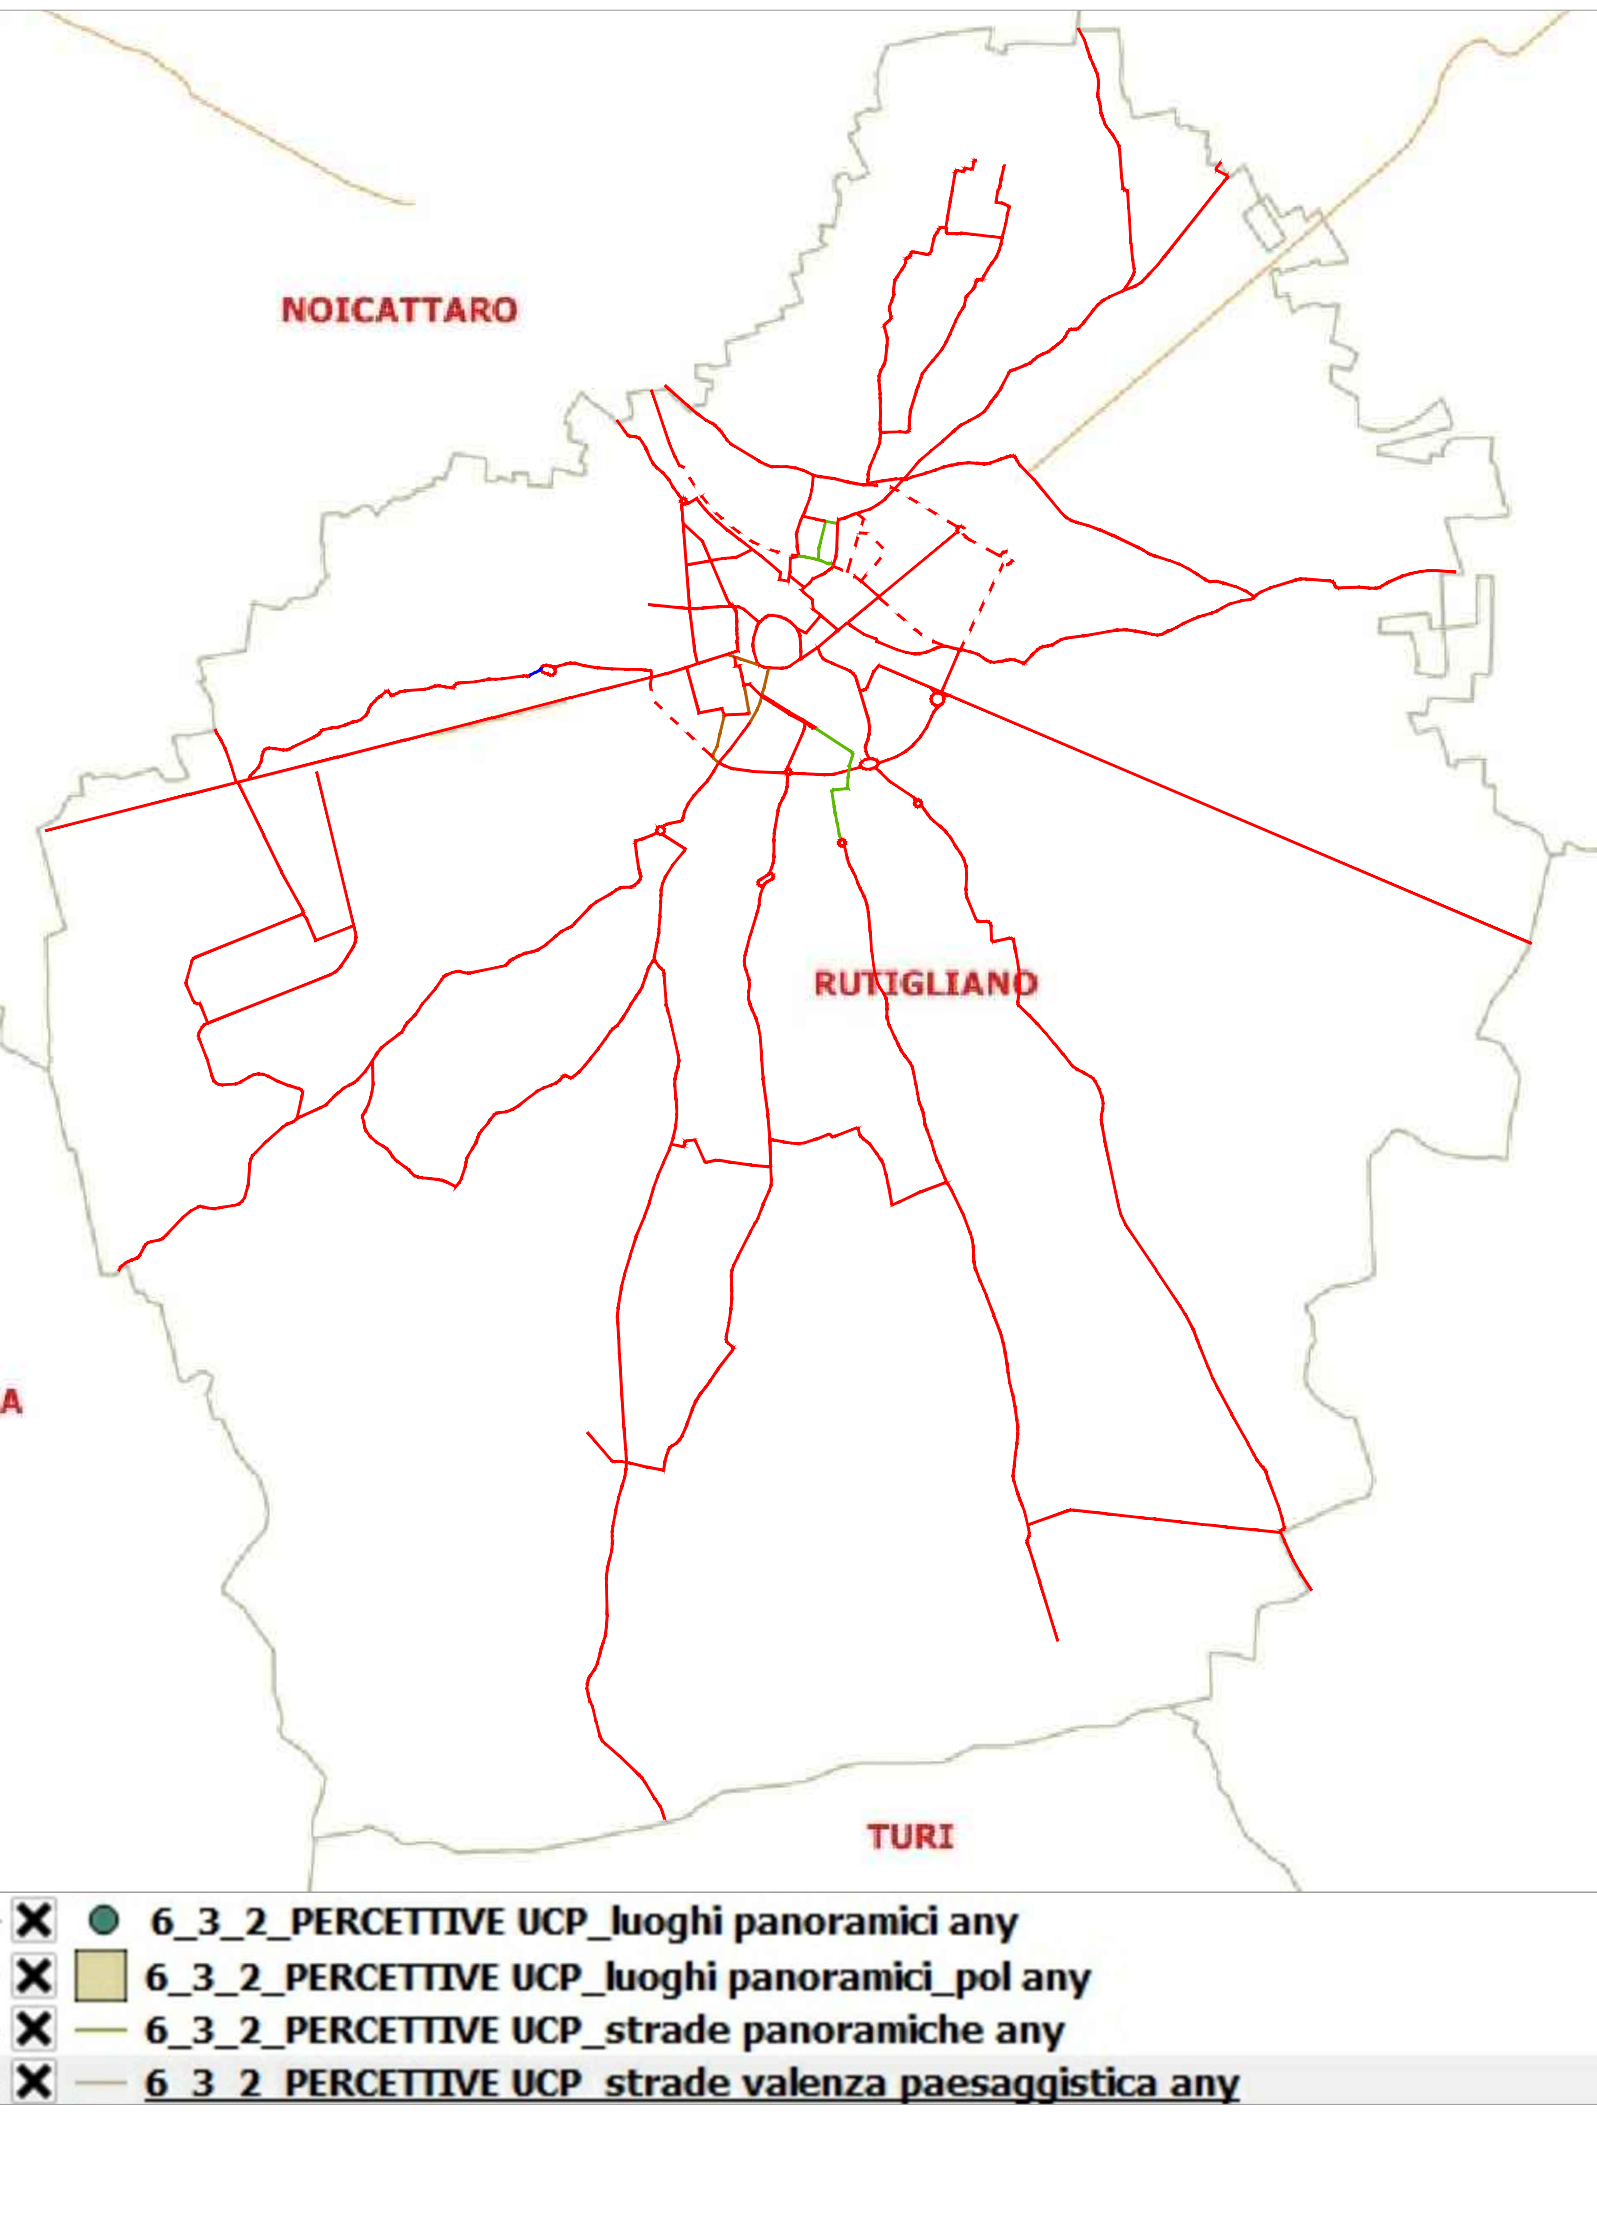 NOICATTARO
RUTIGLIANO
A
TURI
6_3_2_PERCETTIVE UCP_luoghi panoramici any
6_3_2_PERCETTIVE UCP_luoghi panoramici_pol any
6_3_2_PERCETTIVE UCP_strade panoramiche any
6_3_2_PERCETTIVE UCP_strade valenza paesaggistica any